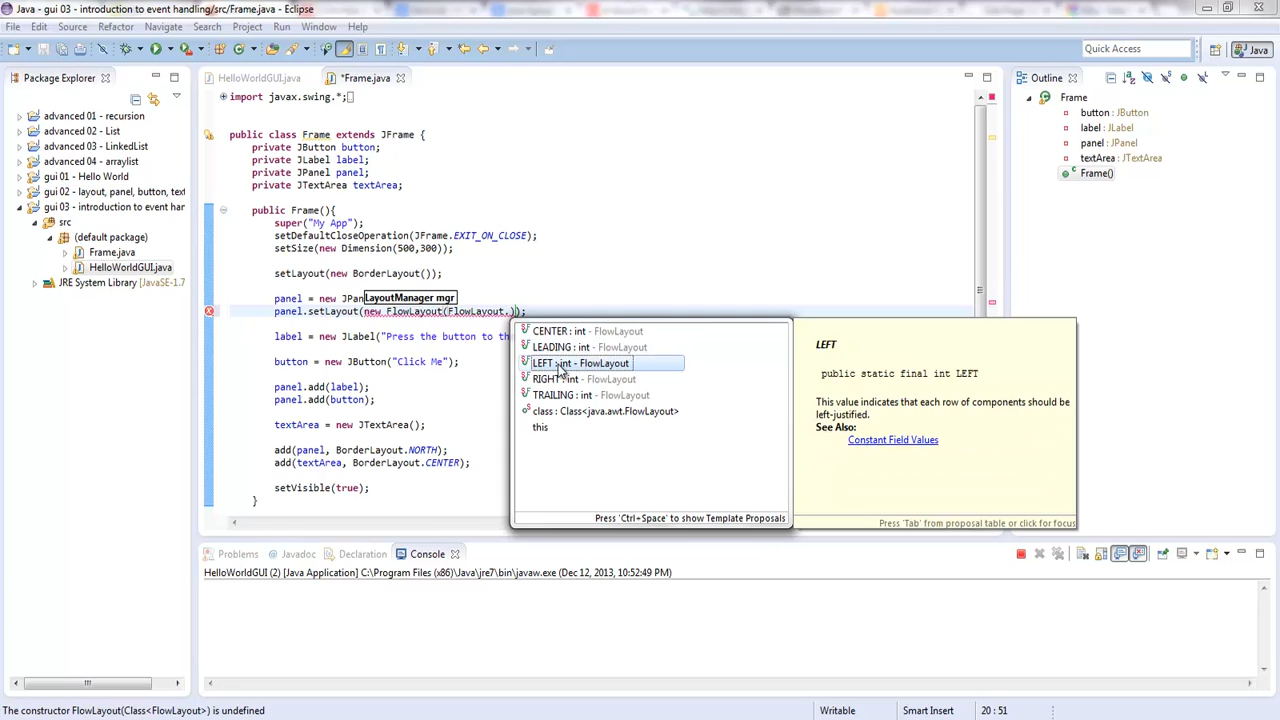 Java - gui 03 - introduction to event handling/src/Frame.java - Eclipse
File Edit Source Refactor Navigate Search Project Run Window Help
Quick Access
Java
Package Explorer
HelloWorldGUI.java
*Frame.java
Outline
advanced 01 - recursion
advanced 02 - List
advanced 03 - LinkedList
advanced 04 - arraylist
gui 01 - Hello World
gui 02 - layout, panel, button, text
gui 03 - introduction to event han
src
(default package)
Frame.java
HelloWorldGUI.java
JRE System Library [JavaSE-1.7
import javax.swing.*;
public class Frame extends JFrame {
private JButton button;
private JLabel label;
private JPanel panel;
private JTextArea textArea;
public Frame(){
super("My App");
setDefaultCloseOperation(JFrame.EXIT_ON_CLOSE);
setSize(new Dimension(500,300));
setLayout(new BorderLayout());
panel = new JPan
LayoutManager mgr
panel.setLayout(new FlowLayout(FlowLayout.));
label = new JLabel("Press the button to th
button = new JButton("Click Me");
panel.add(label);
panel.add(button);
textArea = new JTextArea();
add(panel, BorderLayout.NORTH);
add(textArea, BorderLayout.CENTER);
setVisible(true);
}
CENTER : int - FlowLayout
LEADING : int - FlowLayout
LEFT : int - FlowLayout
RIGHT : int - FlowLayout
TRAILING : int - FlowLayout
class : Class<java.awt.FlowLayout>
this
Press 'Ctrl+Space' to show Template Proposals
LEFT
public static final int LEFT
This value indicates that each row of components should be
left-justified.
See Also:
Constant Field Values
Press 'Tab' from proposal table or click for focus
Frame
button : JButton
label : JLabel
panel : JPanel
textArea : JTextArea
Frame()
Problems Javadoc Declaration Console
HelloWorldGUI (2) [Java Application] C:\Program Files (x86)\Java\jre7\bin\javaw.exe (Dec 12, 2013, 10:52:49 PM)
The constructor FlowLayout(Class<FlowLayout>) is undefined
Writable
Smart Insert
20 : 51